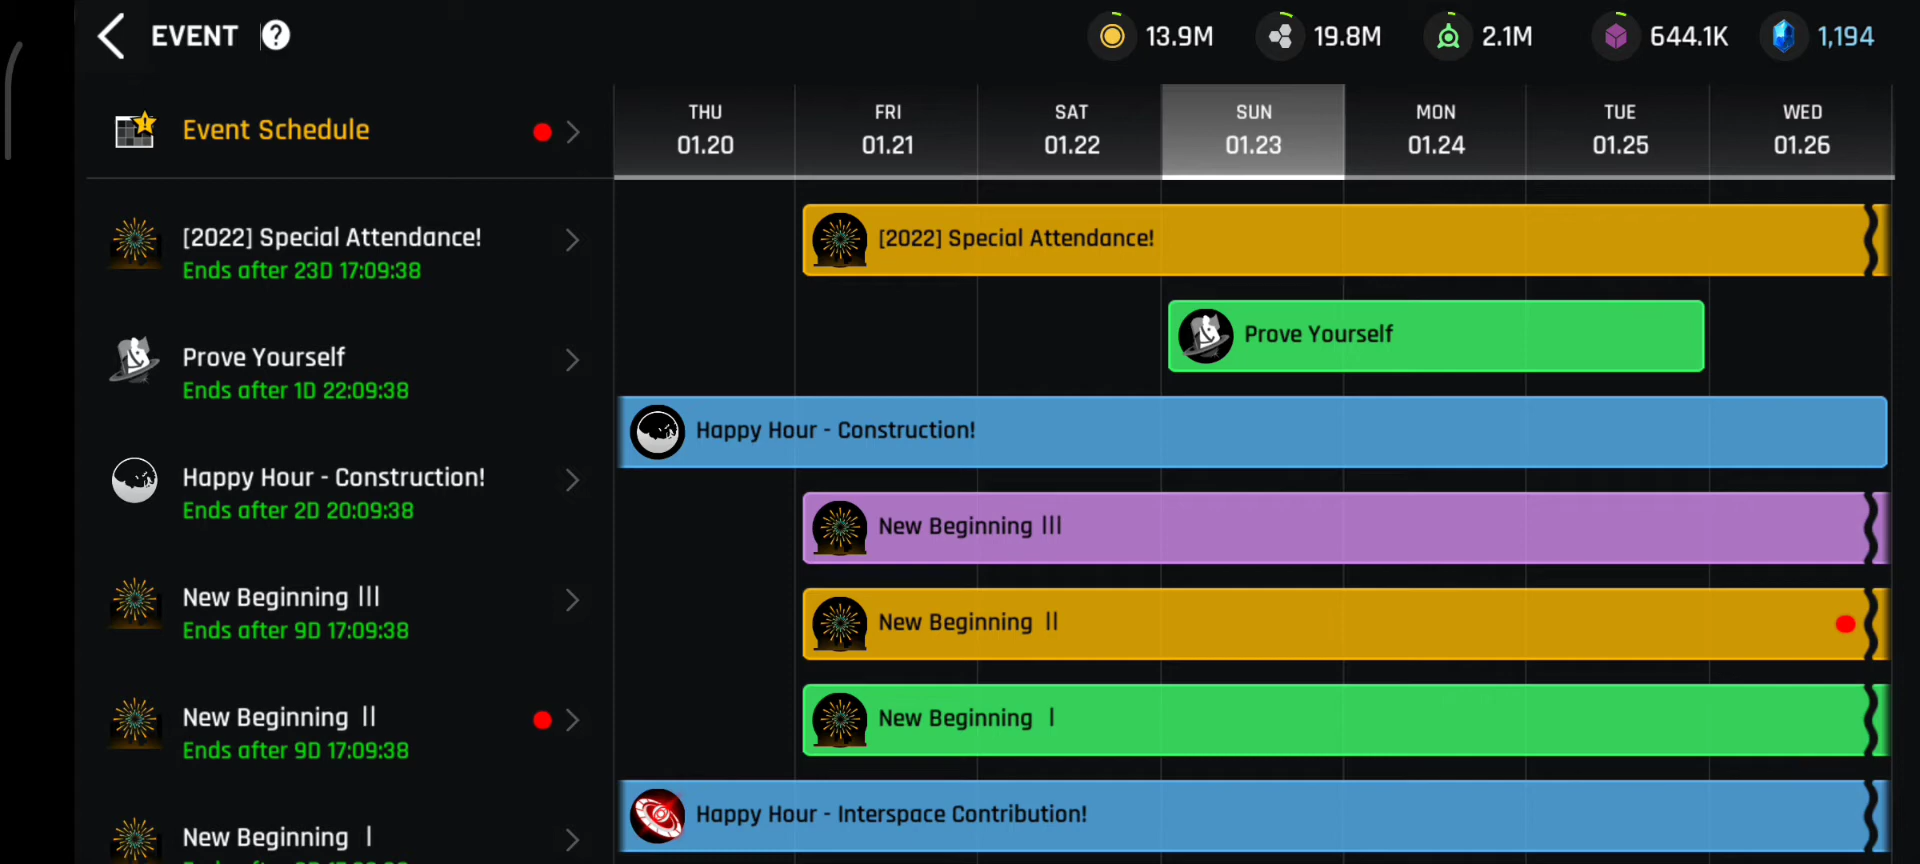 EVENT ?
13.9M
19.8M
2.1M
644.1K
1,194
Event Schedule
[2022] Special Attendance!
Ends after 23D 17:09:38
Prove Yourself
Ends after 1D 22:09:38
Happy Hour - Construction!
Ends after 2D 20:09:38
New Beginning III
Ends after 9D 17:09:38
New Beginning II
Ends after 9D 17:09:38
New Beginning I
THU FRI SAT SUN MON TUE WED
01.20 01.21 01.22 01.23 01.24 01.25 01.26
[2022] Special Attendance!
Prove Yourself
Happy Hour - Construction!
New Beginning III
New Beginning II
New Beginning I
Happy Hour - Interspace Contribution!